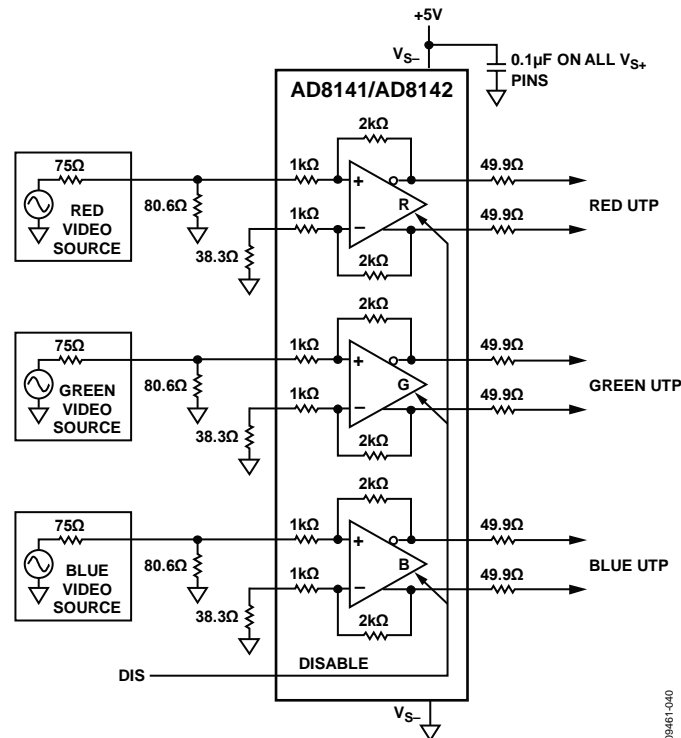 +5V
VS–
0.1µF ON ALL VS+
PINS
AD8141/AD8142
2kΩ
75Ω
1kΩ
49.9Ω
+
R
RED UTP
RED
VIDEO
SOURCE
80.6Ω
1kΩ
–
49.9Ω
38.3Ω
2kΩ
2kΩ
75Ω
1kΩ
49.9Ω
+
G
GREEN UTP
GREEN
VIDEO
SOURCE
80.6Ω
1kΩ
–
49.9Ω
38.3Ω
2kΩ
2kΩ
75Ω
1kΩ
49.9Ω
+
B
BLUE UTP
BLUE
VIDEO
SOURCE
80.6Ω
1kΩ
–
49.9Ω
38.3Ω
2kΩ
DISABLE
DIS
VS–
09461-040